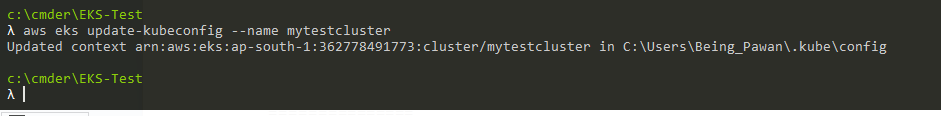 c:\cmder\EKS-Test
λ aws eks update-kubeconfig --name mytestcluster
Updated context arn:aws:eks:ap-south-1:362778491773:cluster/mytestcluster in C:\Users\Being_Pawan\.kube\config
c:\cmder\EKS-Test
λ